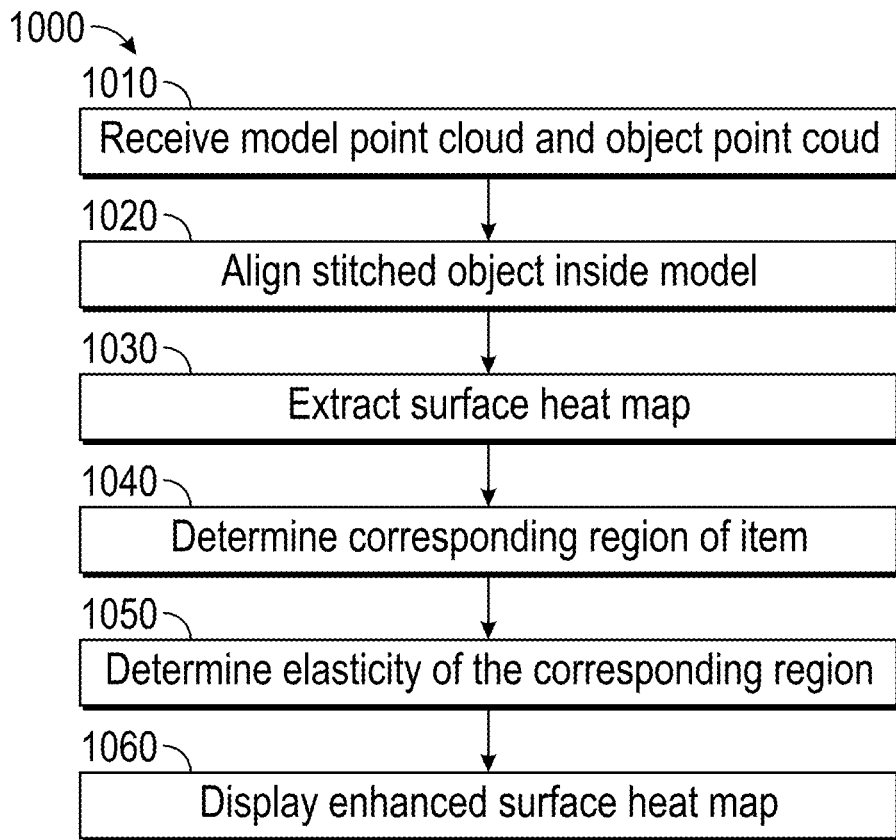 1000
1010
Receive model point cloud and object point coud
1020
Align stitched object inside model
1030
Extract surface heat map
1040
Determine corresponding region of item
1050
Determine elasticity of the corresponding region
1060
Display enhanced surface heat map